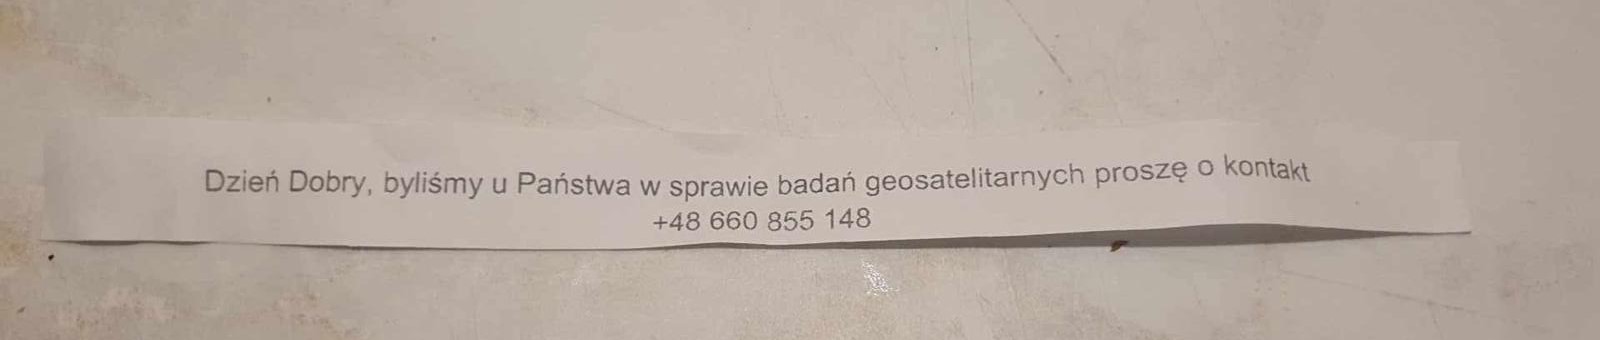 Dzień Dobry, byliśmy u Państwa w sprawie badań geosatelitarnych proszę o kontakt
+48 660 855 148